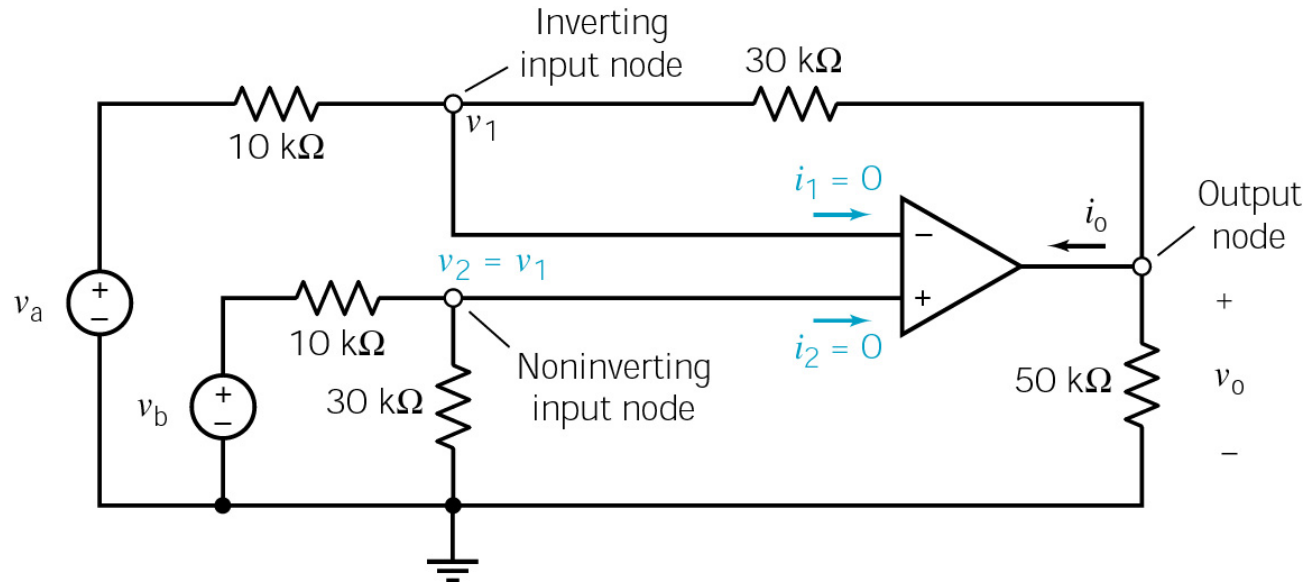 Inverting
input node
30 kΩ
10 kΩ
v₁
i₁ = 0
Output
node
iₒ
−
v₂ = v₁
+
vₐ
+
−
10 kΩ
+
i₂ = 0
+
Noninverting
input node
30 kΩ
v_b
+
−
50 kΩ
vₒ
−